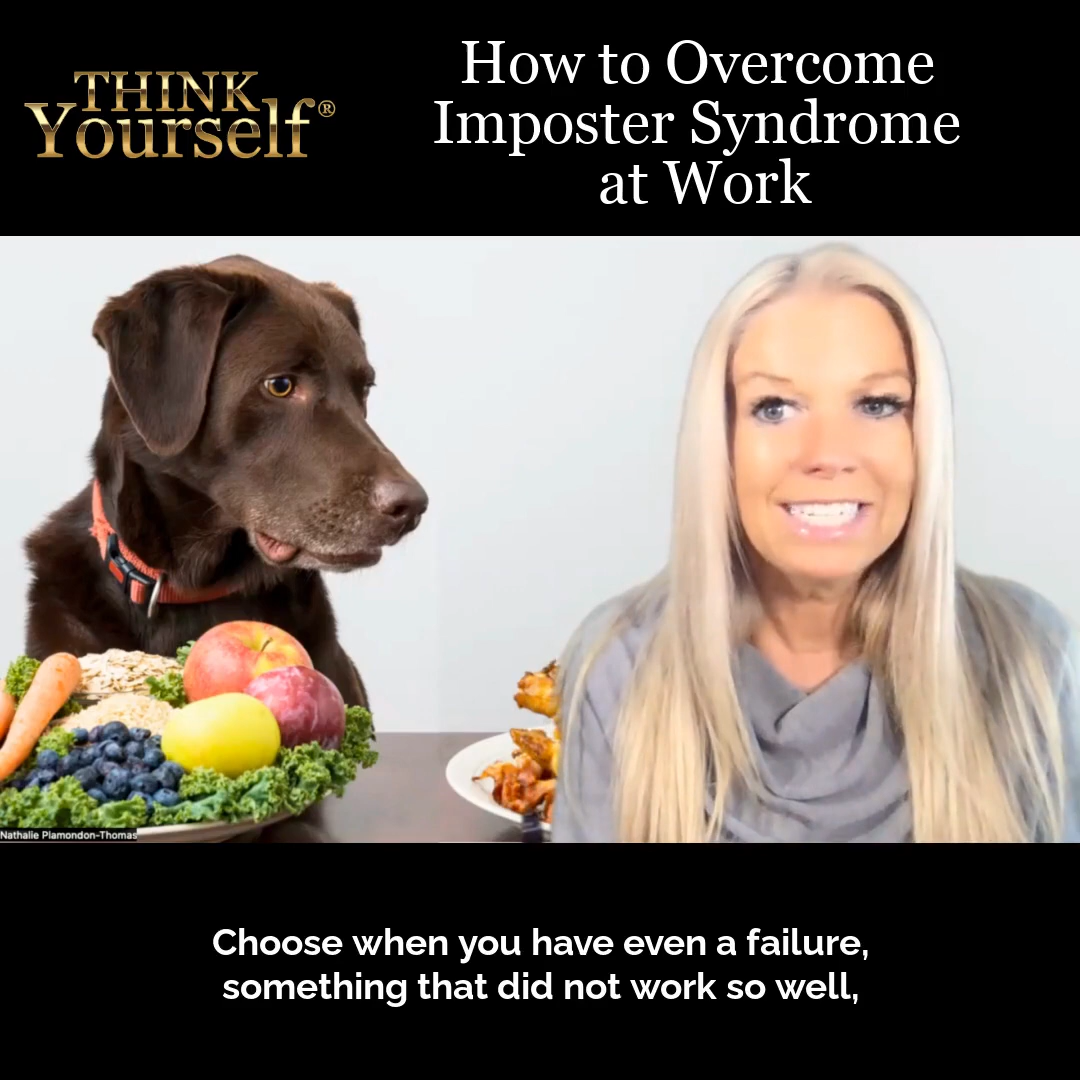 THINK
Yourself®
How to Overcome
Imposter Syndrome
at Work
Nathalie Plamondon-Thomas
Choose when you have even a failure,
something that did not work so well,